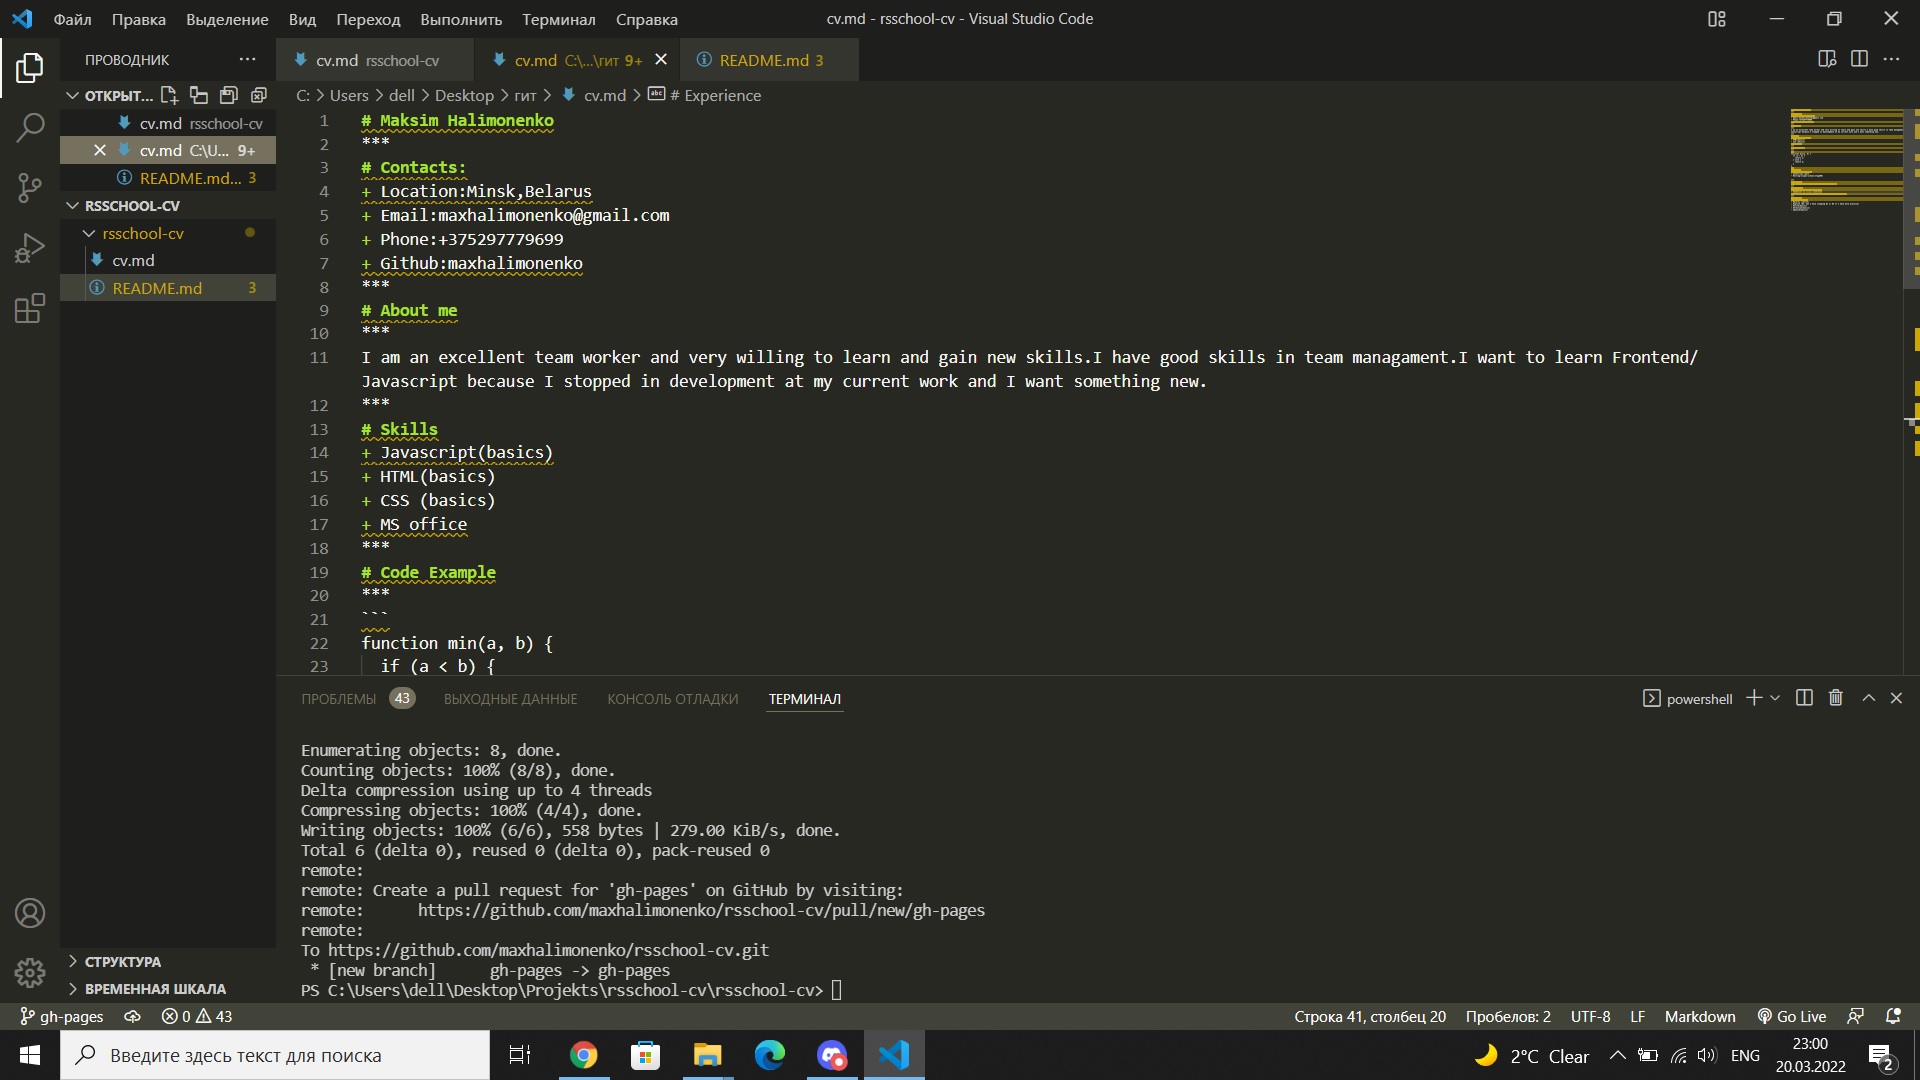 Файл Правка Выделение Вид Переход Выполнить Терминал Справка
cv.md - rsschool-cv - Visual Studio Code
ПРОВОДНИК
cv.md rsschool-cv
cv.md C:\...\гит 9+
README.md 3
ОТКРЫТ...
C: > Users > dell > Desktop > гит > cv.md > # Experience
cv.md rsschool-cv
cv.md C:\U... 9+
README.md... 3
RSSCHOOL-CV
rsschool-cv
cv.md
README.md 3
1 # Maksim Halimonenko
2 ***
3 # Contacts:
4 + Location:Minsk,Belarus
5 + Email:maxhalimonenko@gmail.com
6 + Phone:+375297779699
7 + Github:maxhalimonenko
8 ***
9 # About me
10 ***
11 I am an excellent team worker and very willing to learn and gain new skills.I have good skills in team managament.I want to learn Frontend/
Javascript because I stopped in development at my current work and I want something new.
12 ***
13 # Skills
14 + Javascript(basics)
15 + HTML(basics)
16 + CSS (basics)
17 + MS office
18 ***
19 # Code Example
20 ***
21 ```
22 function min(a, b) {
23 if (a < b) {
ПРОБЛЕМЫ 43 ВЫХОДНЫЕ ДАННЫЕ КОНСОЛЬ ОТЛАДКИ ТЕРМИНАЛ
powershell
Enumerating objects: 8, done.
Counting objects: 100% (8/8), done.
Delta compression using up to 4 threads
Compressing objects: 100% (4/4), done.
Writing objects: 100% (6/6), 558 bytes | 279.00 KiB/s, done.
Total 6 (delta 0), reused 0 (delta 0), pack-reused 0
remote:
remote: Create a pull request for 'gh-pages' on GitHub by visiting:
remote: https://github.com/maxhalimonenko/rsschool-cv/pull/new/gh-pages
remote:
To https://github.com/maxhalimonenko/rsschool-cv.git
* [new branch] gh-pages -> gh-pages
PS C:\Users\dell\Desktop\Projekts\rsschool-cv\rsschool-cv>
СТРУКТУРА
ВРЕМЕННАЯ ШКАЛА
gh-pages 0 43
Строка 41, столбец 20 Пробелов: 2 UTF-8 LF Markdown Go Live
Введите здесь текст для поиска
2°C Clear
ENG
23:00
20.03.2022
2